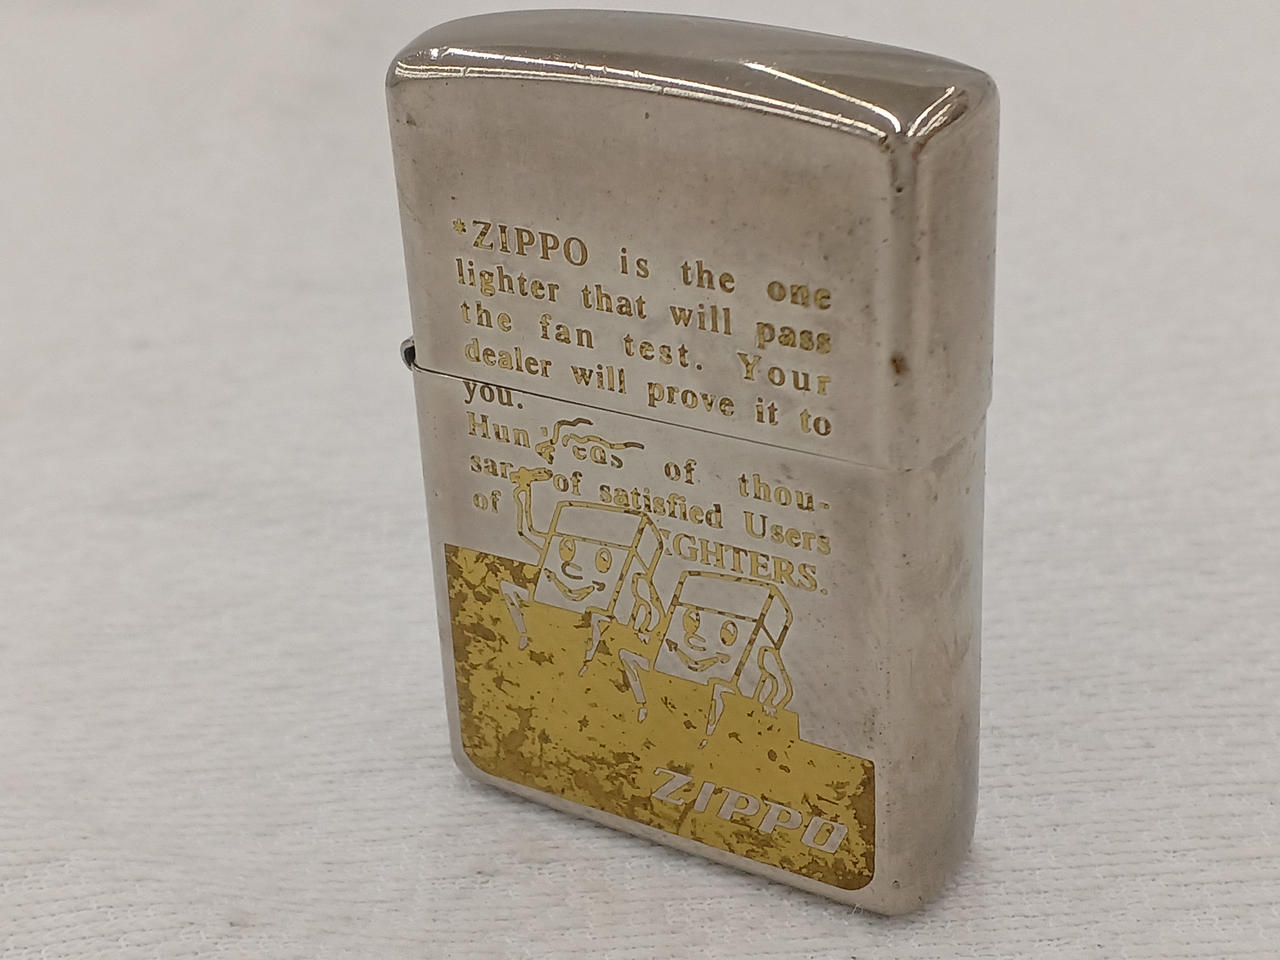 *ZIPPO is the one
lighter that will pass
the fan test. Your
dealer will prove it to
you.
of thou-
of satisfied Users
of
ZIPPO